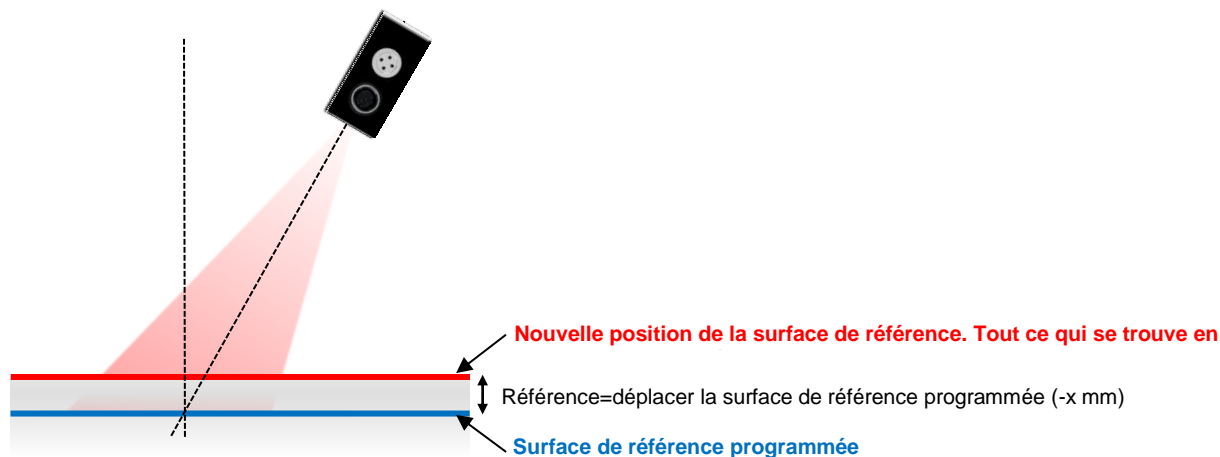 Nouvelle position de la surface de référence. Tout ce qui se trouve en
Référence=déplacer la surface de référence programmée (-x mm)
Surface de référence programmée